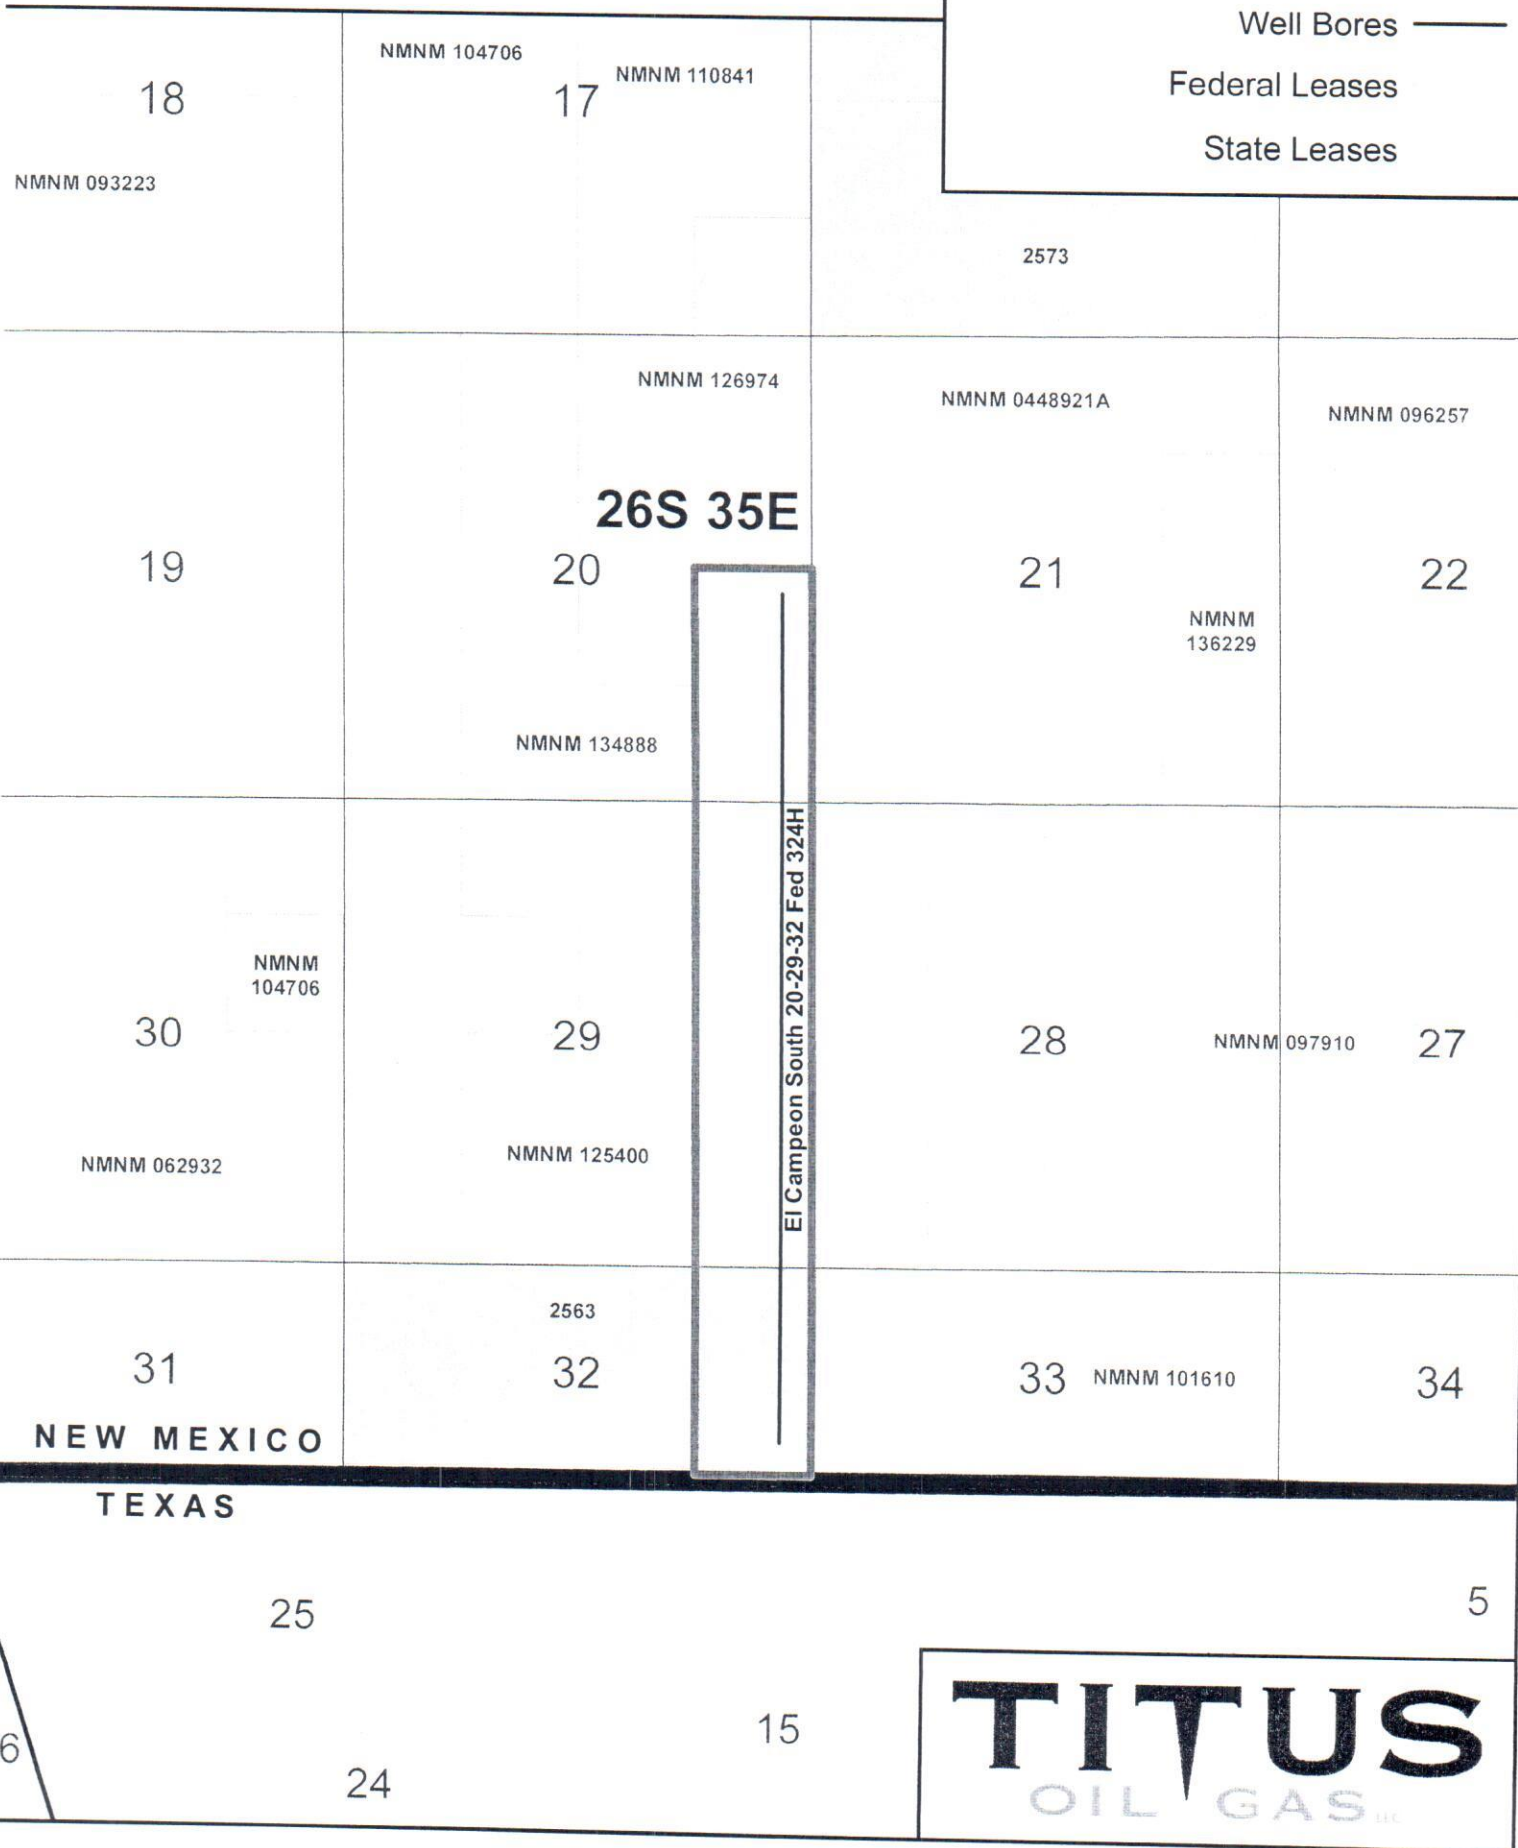 Well Bores
Federal Leases
State Leases
NMNM 104706
NMNM 110841
18
17
NMNM 093223
2573
NMNM 126974
NMNM 0448921A
NMNM 096257
26S 35E
19
20
21
22
NMNM
136229
NMNM 134888
El Campeon South 20-29-32 Fed 324H
NMNM
104706
30
29
28
NMNM 097910
27
NMNM 062932
NMNM 125400
2563
31
32
33
NMNM 101610
34
NEW MEXICO
TEXAS
25
5
15
6
24
TITUS
OIL GAS LLC